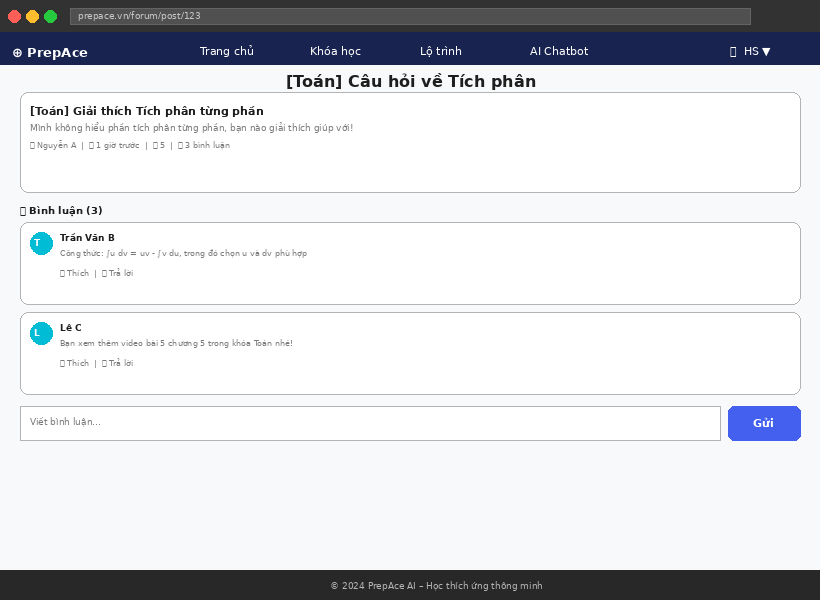 prepace.vn/forum/post/123
⊕ PrepAce Trang chủ Khóa học Lộ trình AI Chatbot HS ▼
[Toán] Câu hỏi về Tích phân
[Toán] Giải thích Tích phân từng phần
Mình không hiểu phần tích phân từng phần, bạn nào giải thích giúp với!
Nguyễn A | 1 giờ trước | 5 | 3 bình luận
Bình luận (3)
T
Trần Văn B
Công thức: ∫u dv = uv - ∫v du, trong đó chọn u và dv phù hợp
Thích | Trả lời
L
Lê C
Bạn xem thêm video bài 5 chương 5 trong khóa Toán nhé!
Thích | Trả lời
Viết bình luận...
Gửi
© 2024 PrepAce AI – Học thích ứng thông minh